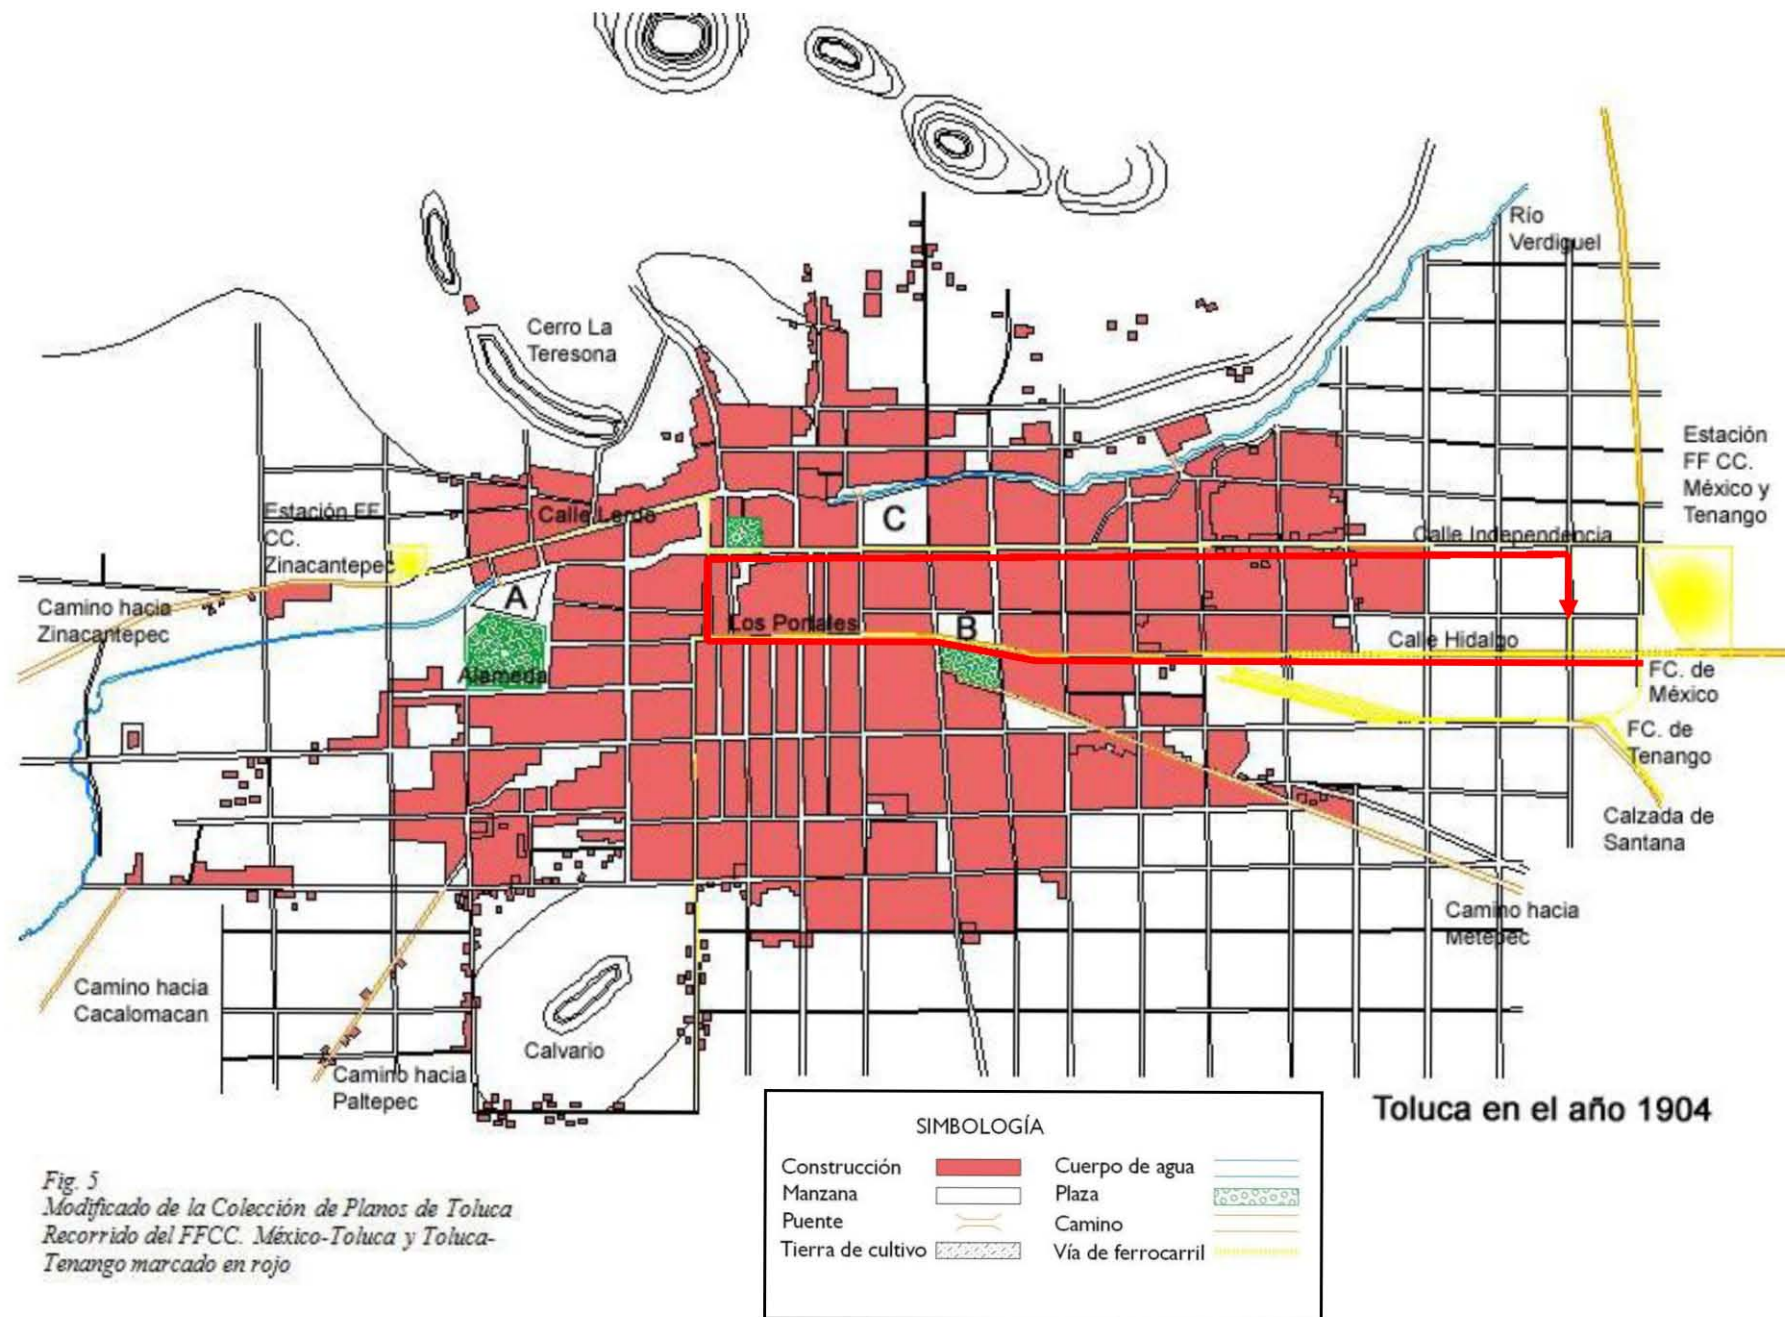 Río
Verdiguel
Cerro La
Teresona
Estación
FF CC.
México y
Tenango
Estación FF
CC.
Zinacantepec
Calle Lerdo
C
Calle Independencia
Camino hacia
Zinacantepec
A
Los Portales
B
Calle Hidalgo
Alameda
FC. de
México
FC. de
Tenango
Calzada de
Santana
Camino hacia
Metepec
Camino hacia
Cacalomacan
Calvario
Camino hacia
Paltepec
Toluca en el año 1904
SIMBOLOGÍA
Construcción
Manzana
Puente
Tierra de cultivo
Cuerpo de agua
Plaza
Camino
Vía de ferrocarril
Fig. 5
Modificado de la Colección de Planos de Toluca
Recorrido del FFCC. México-Toluca y Toluca-
Tenango marcado en rojo